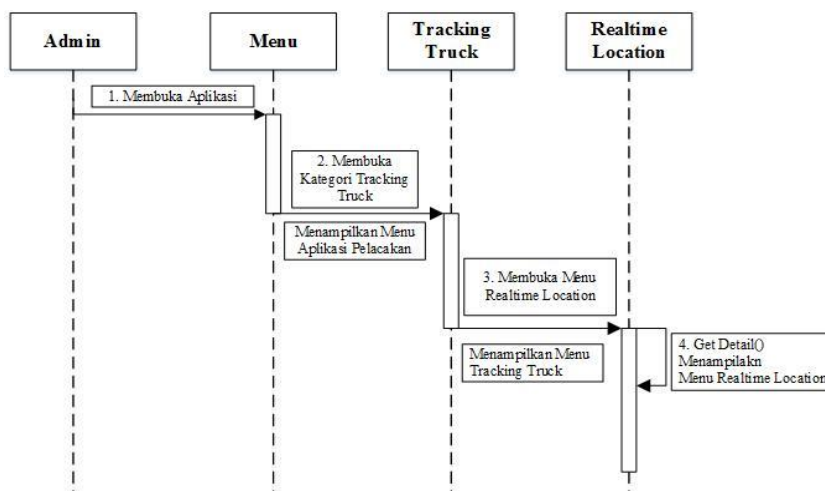 Admin
Menu
Tracking
Truck
Realtime
Location
1. Membuka Aplikasi
2. Membuka
Kategori Tracking
Truck
Menampilkan Menu
Aplikasi Pelacakan
3. Membuka Menu
Realtime Location
Menampilkan Menu
Tracking Truck
4. Get Detail()
Menampilakn
Menu Realtime Location